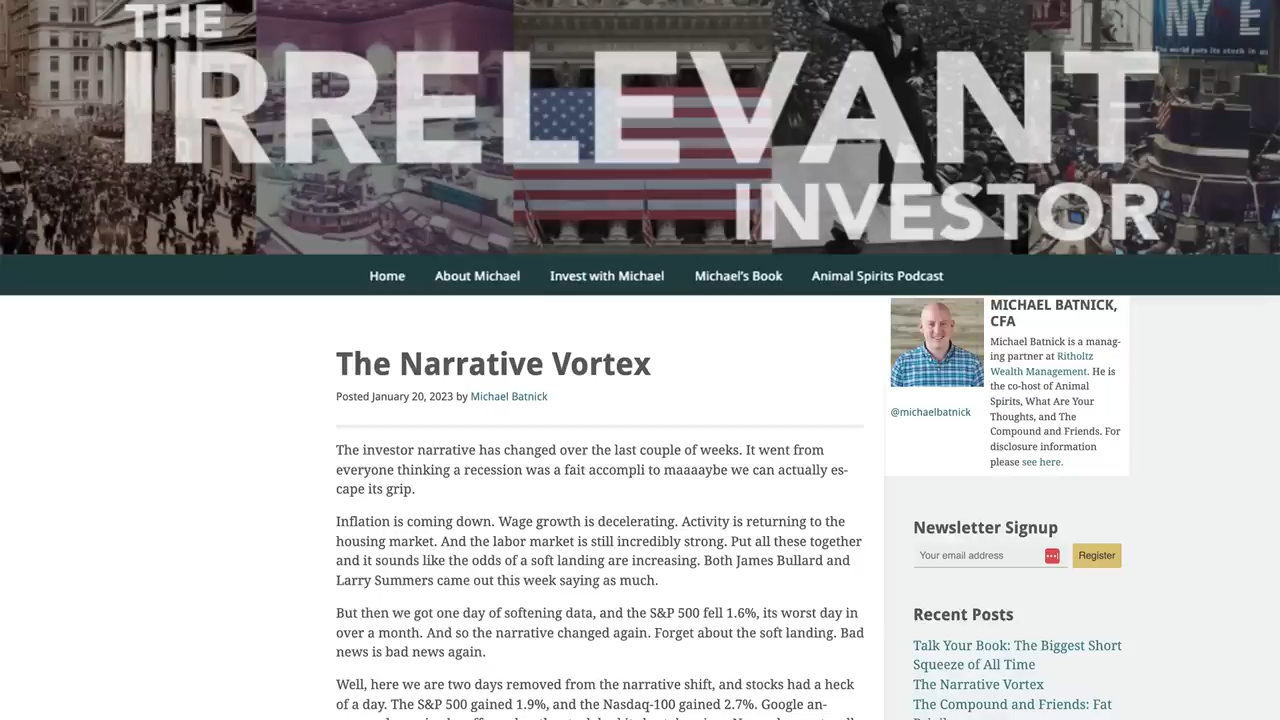 THE
IRRELEVANT
INVESTOR
NY E
The world puts its stock in us
Home About Michael Invest with Michael Michael's Book Animal Spirits Podcast
The Narrative Vortex
Posted January 20, 2023 by Michael Batnick
The investor narrative has changed over the last couple of weeks. It went from
everyone thinking a recession was a fait accompli to maaaaybe we can actually es-
cape its grip.
Inflation is coming down. Wage growth is decelerating. Activity is returning to the
housing market. And the labor market is still incredibly strong. Put all these together
and it sounds like the odds of a soft landing are increasing. Both James Bullard and
Larry Summers came out this week saying as much.
But then we got one day of softening data, and the S&P 500 fell 1.6%, its worst day in
over a month. And so the narrative changed again. Forget about the soft landing. Bad
news is bad news again.
Well, here we are two days removed from the narrative shift, and stocks had a heck
of a day. The S&P 500 gained 1.9%, and the Nasdaq-100 gained 2.7%. Google an-
MICHAEL BATNICK,
CFA
Michael Batnick is a manag-
ing partner at Ritholtz
Wealth Management. He is
the co-host of Animal
Spirits, What Are Your
Thoughts, and The
Compound and Friends. For
disclosure information
please see here.
@michaelbatnick
Newsletter Signup
Your email address Register
Recent Posts
Talk Your Book: The Biggest Short
Squeeze of All Time
The Narrative Vortex
The Compound and Friends: Fat